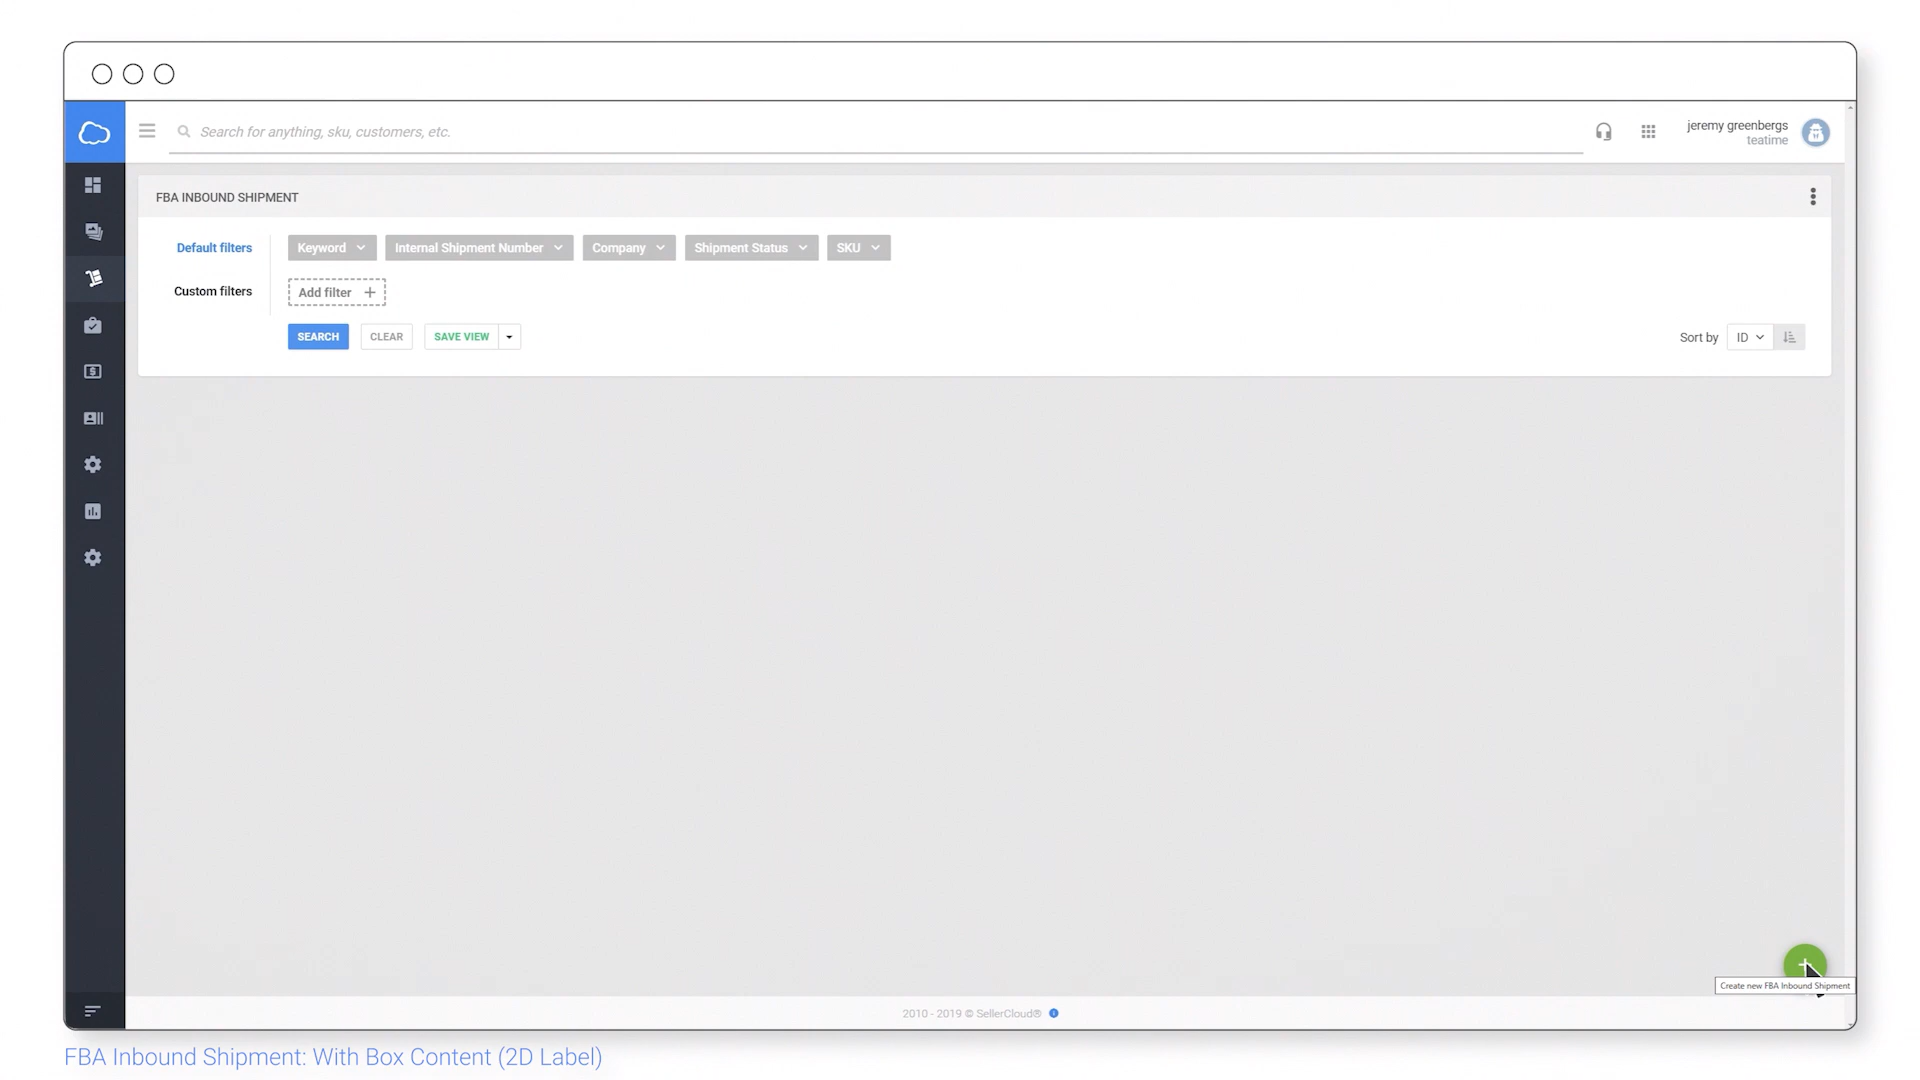 Search for anything, sku, customers, etc.
jeremy greenbergs
teatime
FBA INBOUND SHIPMENT
Default filters
Keyword
Internal Shipment Number
Company
Shipment Status
SKU
Custom filters
Add filter +
SEARCH
CLEAR
SAVE VIEW
Sort by
ID
Create new FBA Inbound Shipment
2010 - 2019 © SellerCloud®
FBA Inbound Shipment: With Box Content (2D Label)